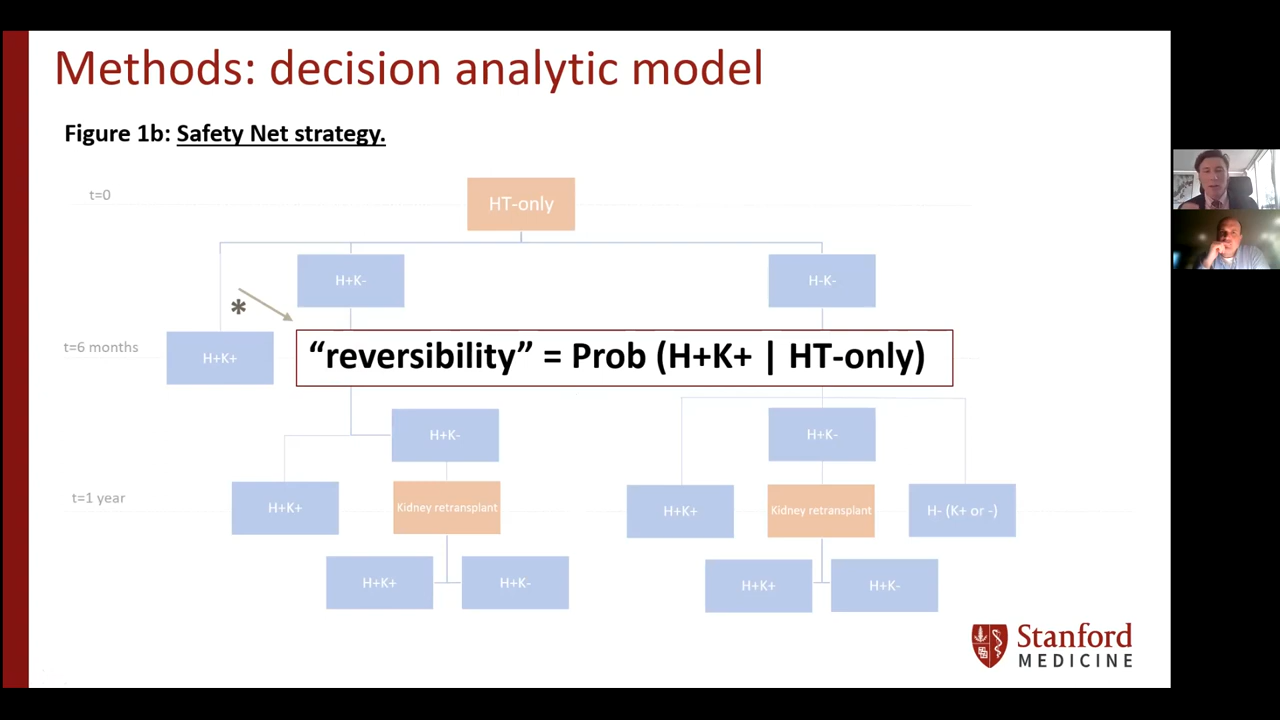 Methods: decision analytic model
Figure 1b: Safety Net strategy.
t=0
HT-only
H+K-
H-K-
*
t=6 months
H+K+
“reversibility” = Prob (H+K+ | HT-only)
H+K-
H+K-
t=1 year
H+K+
Kidney retransplant
H+K+
Kidney retransplant
H- (K+ or -)
H+K+
H+K-
H+K+
H+K-
Stanford
MEDICINE